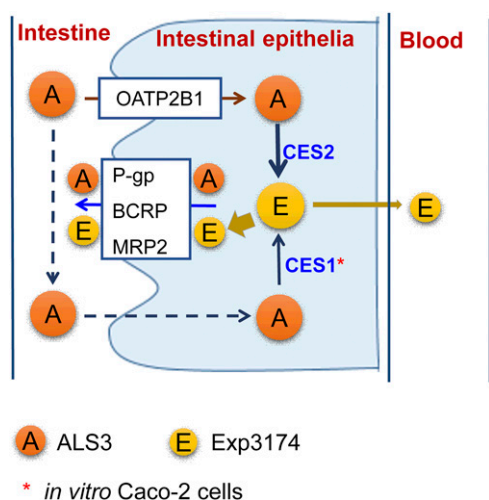 Intestine
Intestinal epithelia
Blood
A
OATP2B1
A
CES2
A
P-gp
A
BCRP
E
E
E
E
MRP2
CES1*
A
A
A ALS3
E Exp3174
* in vitro Caco-2 cells